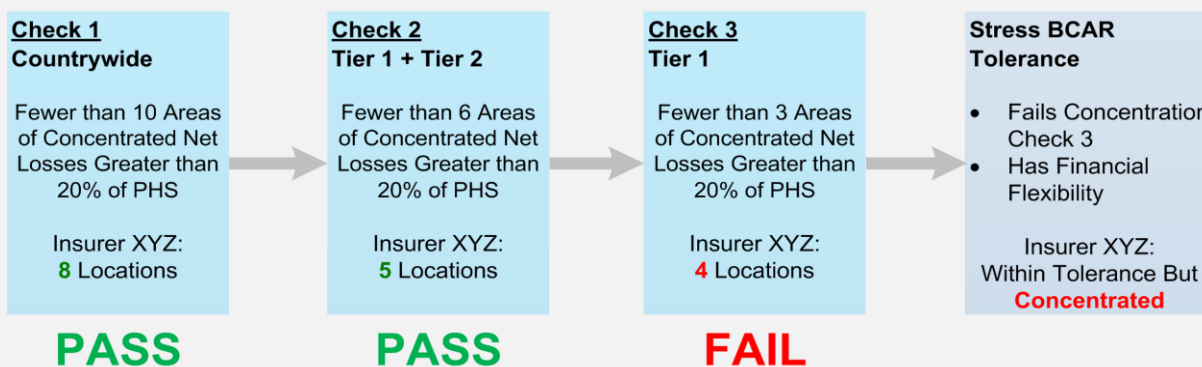 Check 1
Countrywide
Fewer than 10 Areas
of Concentrated Net
Losses Greater than
20% of PHS
Insurer XYZ:
8 Locations
PASS
Check 2
Tier 1 + Tier 2
Fewer than 6 Areas
of Concentrated Net
Losses Greater than
20% of PHS
Insurer XYZ:
5 Locations
PASS
Check 3
Tier 1
Fewer than 3 Areas
of Concentrated Net
Losses Greater than
20% of PHS
Insurer XYZ:
4 Locations
FAIL
Stress BCAR
Tolerance
• Fails Concentration
Check 3
• Has Financial
Flexibility
Insurer XYZ:
Within Tolerance But
Concentrated